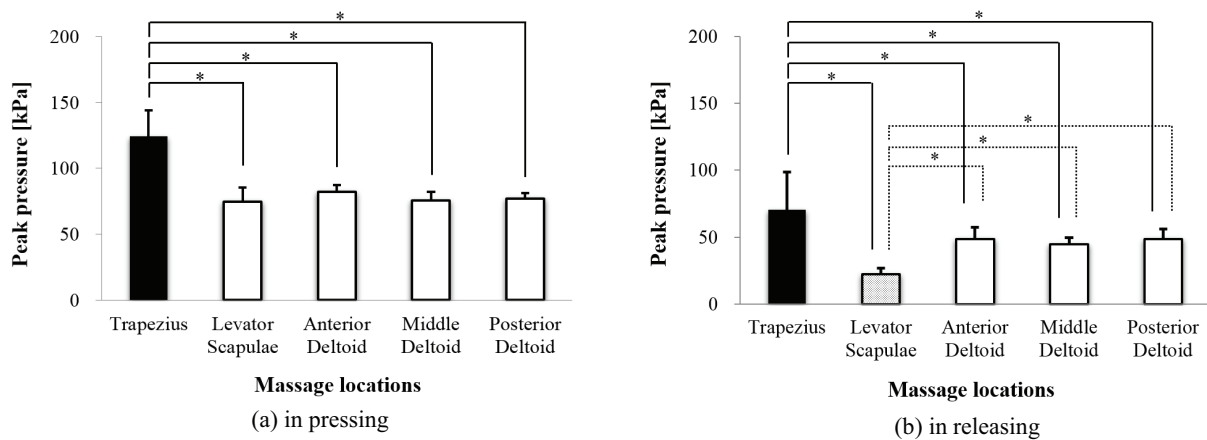 Peak pressure [kPa]
200
150
100
50
0
*
*
*
*
Trapezius
Levator
Scapulae
Anterior
Deltoid
Middle
Deltoid
Posterior
Deltoid
Massage locations
(a) in pressing
Peak pressure [kPa]
200
150
100
50
0
*
*
*
*
*
*
*
Trapezius
Levator
Scapulae
Anterior
Deltoid
Middle
Deltoid
Posterior
Deltoid
Massage locations
(b) in releasing